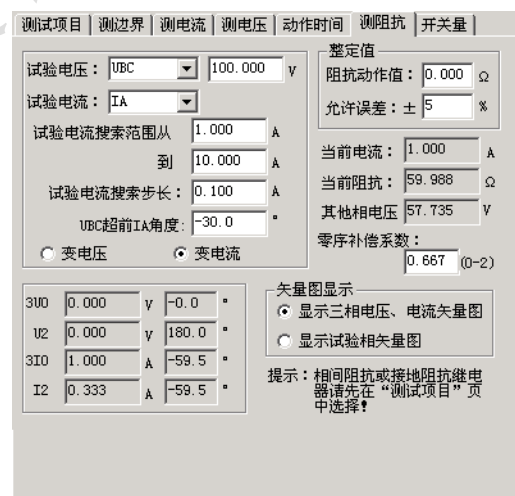 测试项目 测边界 测电流 测电压 动作时间 测阻抗 开关量
试验电压： UBC 100.000 V
试验电流： IA
试验电流搜索范围从 1.000 A
到 10.000 A
试验电流搜索步长： 0.100 A
UBC超前IA角度： -30.0 °
变电压 变电流
整定值
阻抗动作值： 0.000 Ω
允许误差：± 5 %
当前电流： 1.000 A
当前阻抗： 59.988 Ω
其他相电压 57.735 V
零序补偿系数：
0.667 (0-2)
3U0 0.000 V -0.0 °
U2 0.000 V 180.0 °
3I0 1.000 A -59.5 °
I2 0.333 A -59.5 °
矢量图显示
显示三相电压、电流矢量图
显示试验相矢量图
提示：相间阻抗或接地阻抗继电
器请先在“测试项目”页
中选择！